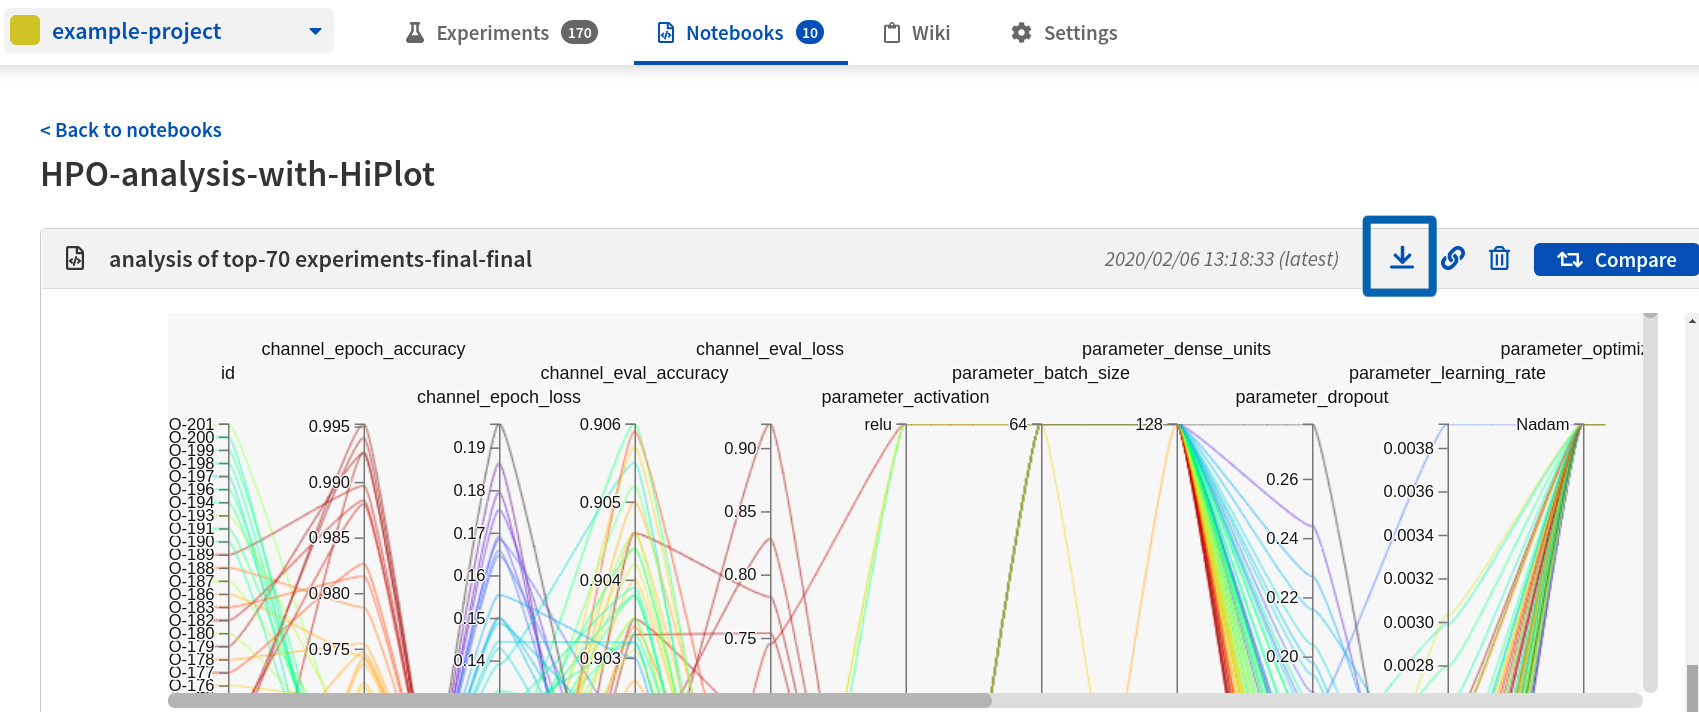 example-project
Experiments 170
Notebooks 10
Wiki
Settings
< Back to notebooks
HPO-analysis-with-HiPlot
analysis of top-70 experiments-final-final
2020/02/06 13:18:33 (latest)
Compare
channel_epoch_accuracy
channel_eval_loss
parameter_dense_units
id
channel_eval_accuracy
parameter_batch_size
parameter_learning_rate
channel_epoch_loss
parameter_activation
parameter_dropout
O-201
O-200
O-199
O-198
O-197
O-196
O-194
O-193
O-191
O-190
O-189
O-188
O-187
O-186
O-183
O-182
O-180
O-179
O-178
O-177
O-176
0.995
0.990
0.985
0.980
0.975
0.19
0.18
0.17
0.16
0.15
0.14
0.906
0.905
0.904
0.903
0.90
0.85
0.80
0.75
relu
64
128
0.26
0.24
0.22
0.20
0.0038
0.0036
0.0034
0.0032
0.0030
0.0028
Nadam